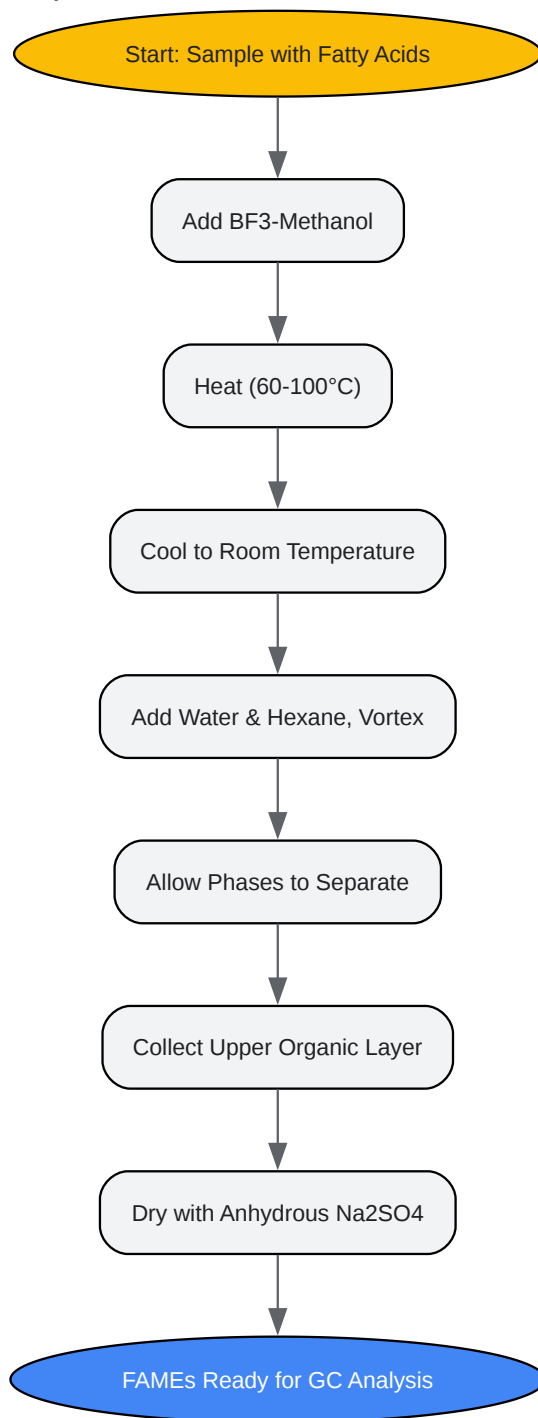 Start: Sample with Fatty Acids
Add BF3-Methanol
Heat (60-100°C)
Cool to Room Temperature
Add Water & Hexane, Vortex
Allow Phases to Separate
Collect Upper Organic Layer
Dry with Anhydrous Na2SO4
FAMEs Ready for GC Analysis